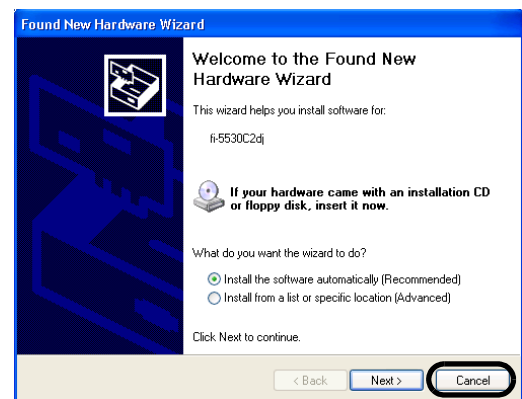 Found New Hardware Wizard
Welcome to the Found New
Hardware Wizard
This wizard helps you install software for:
fi-5530C2dj
If your hardware came with an installation CD
or floppy disk, insert it now.
What do you want the wizard to do?
Install the software automatically (Recommended)
Install from a list or specific location (Advanced)
Click Next to continue.
< Back
Next >
Cancel